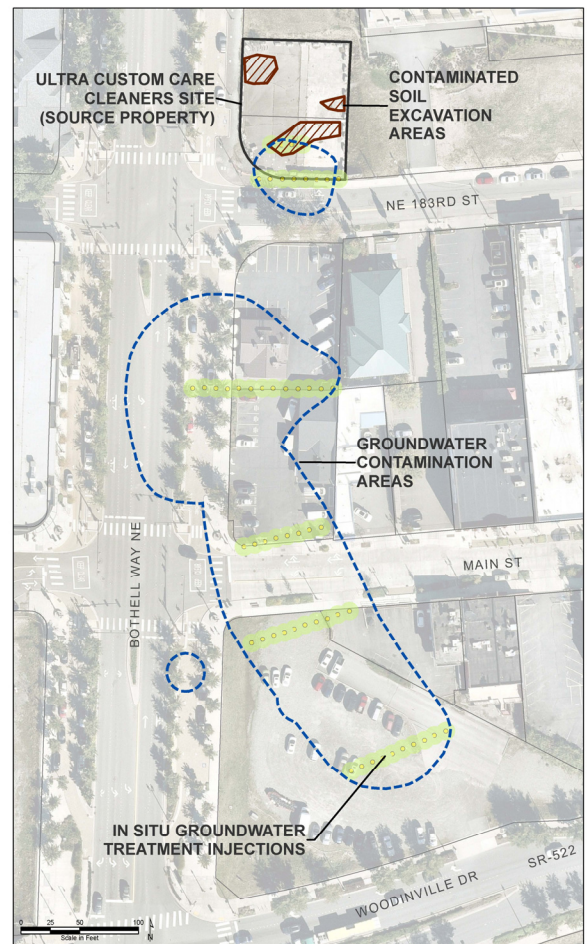 ULTRA CUSTOM CARE
CLEANERS SITE
(SOURCE PROPERTY)
CONTAMINATED
SOIL
EXCAVATION
AREAS
NE 183RD ST
GROUNDWATER
CONTAMINATION
AREAS
BOTHELL WAY NE
MAIN ST
IN SITU GROUNDWATER
TREATMENT INJECTIONS
WOODINVILLE DR
SR-522
0 25 50 100
Scale in Feet
N